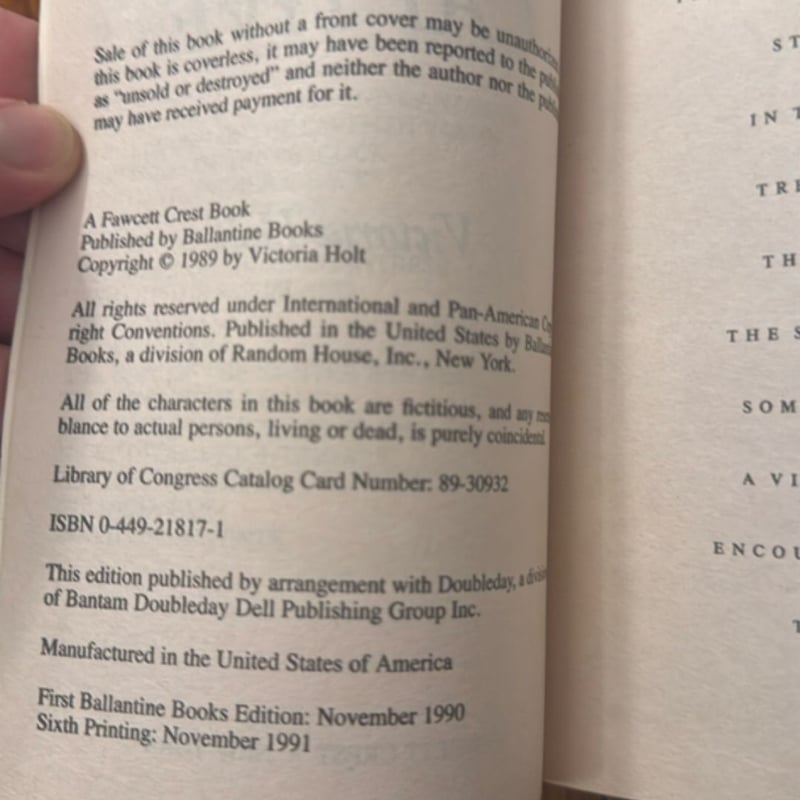 Sale of this book without a front cover may be
this book is coverless, it may have been reported to the
as "unsold or destroyed" and neither the author nor the
may have received payment for it.
A Fawcett Crest Book
Published by Ballantine Books
Copyright © 1989 by Victoria Holt
All rights reserved under International and Pan-American
right Conventions. Published in the United States by
Books, a division of Random House, Inc., New York.
All of the characters in this book are fictitious, and any
blance to actual persons, living or dead, is purely coincidental.
Library of Congress Catalog Card Number: 89-30932
ISBN 0-449-21817-1
This edition published by arrangement with Doubleday, a
of Bantam Doubleday Dell Publishing Group Inc.
Manufactured in the United States of America
First Ballantine Books Edition: November 1990
Sixth Printing: November 1991
ST
IN T
TRE
TH
THE S
SOM
A VI
ENCOU
T